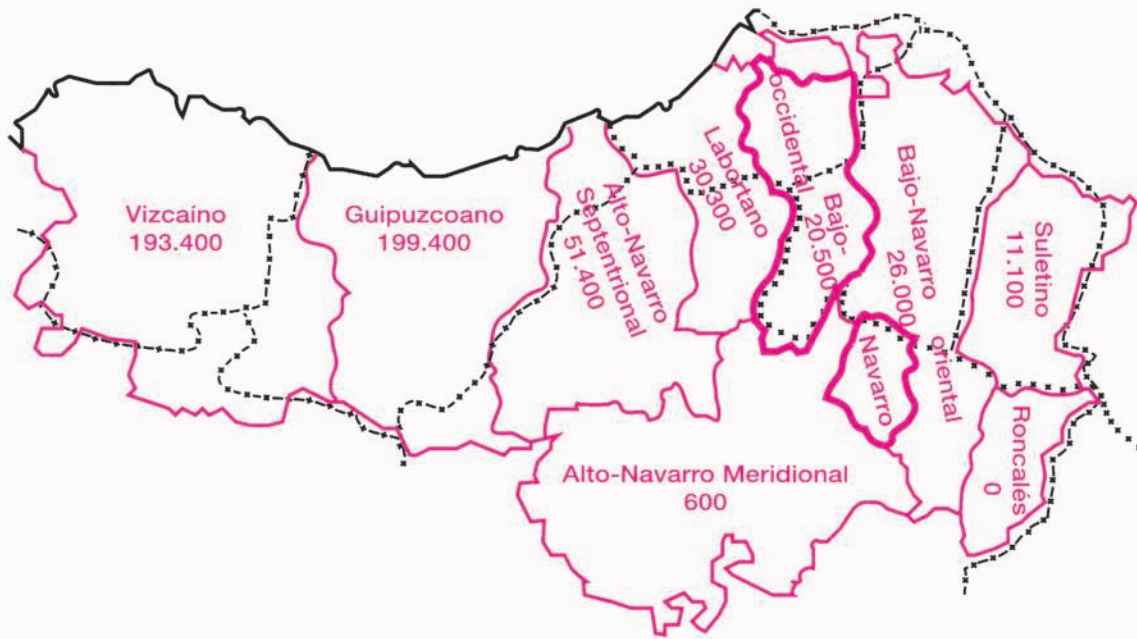 Vizcaíno
193.400
Guipuzcoano
199.400
Alto-Navarro
Septentrional
51.400
Labortano
30.300
occidental
Bajo-
20.500
Navarro
Bajo-Navarro
26.000
oriental
Suletino
11.100
Roncalés
0
Alto-Navarro Meridional
600